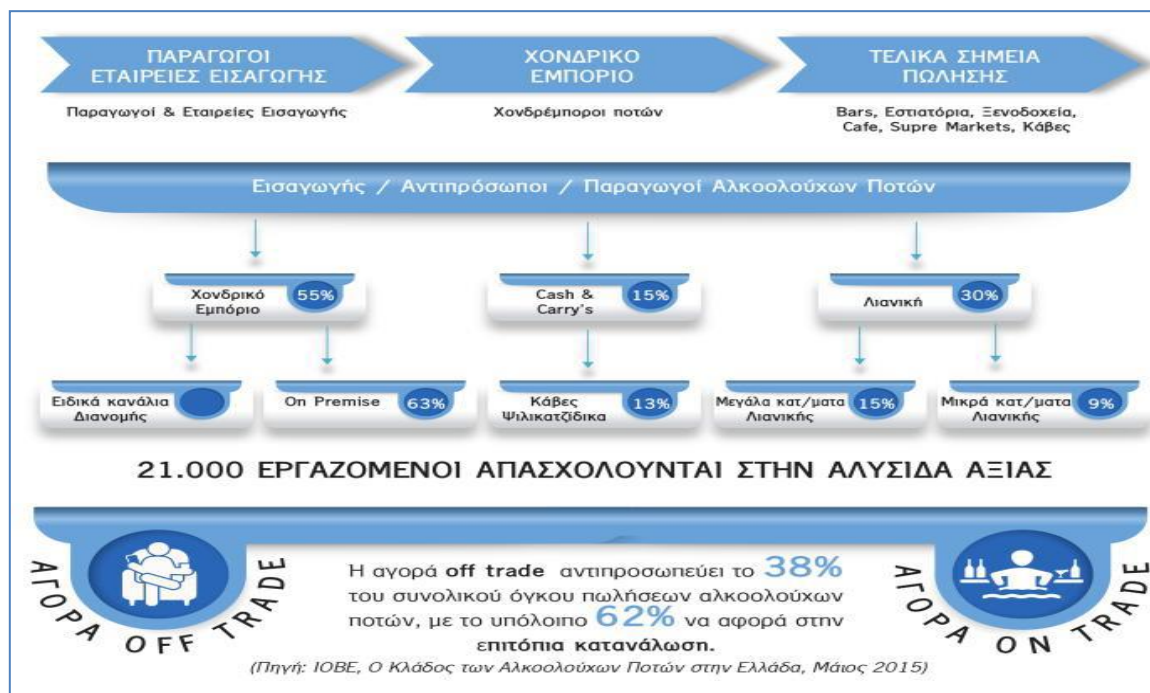 ΠΑΡΑΓΩΓΟΙ
ΕΤΑΙΡΕΙΕΣ ΕΙΣΑΓΩΓΗΣ
ΧΟΝΔΡΙΚΟ
ΕΜΠΟΡΙΟ
ΤΕΛΙΚΑ ΣΗΜΕΙΑ
ΠΩΛΗΣΗΣ
Παραγωγοί & Εταιρείες Εισαγωγής
Χονδρέμποροι ποτών
Bars, Εστιατόρια, Ξενοδοχεία,
Cafe, Supre Markets, Κάβες
Εισαγωγής / Αντιπρόσωποι / Παραγωγοί Αλκοολούχων Ποτών
Χονδρικό
Εμπόριο
55%
Cash &
Carry's
15%
Λιανική
30%
Ειδικά κανάλια
Διανομής
On Premise
63%
Κάβες
Ψιλικατζίδικα
13%
Μεγάλα κατ/ματα
Λιανικής
15%
Μικρά κατ/ματα
Λιανικής
9%
21.000 ΕΡΓΑΖΟΜΕΝΟΙ ΑΠΑΣΧΟΛΟΥΝΤΑΙ ΣΤΗΝ ΑΛΥΣΙΔΑ ΑΞΙΑΣ
ΑΓΟΡΑ OFF TRADE
Η αγορά off trade αντιπροσωπεύει το 38%
του συνολικού όγκου πωλήσεων αλκοολούχων
ποτών, με το υπόλοιπο 62% να αφορά στην
επιτόπια κατανάλωση.
(Πηγή: ΙΟΒΕ, Ο Κλάδος των Αλκοολούχων Ποτών στην Ελλάδα, Μάιος 2015)
ΑΓΟΡΑ ON TRADE